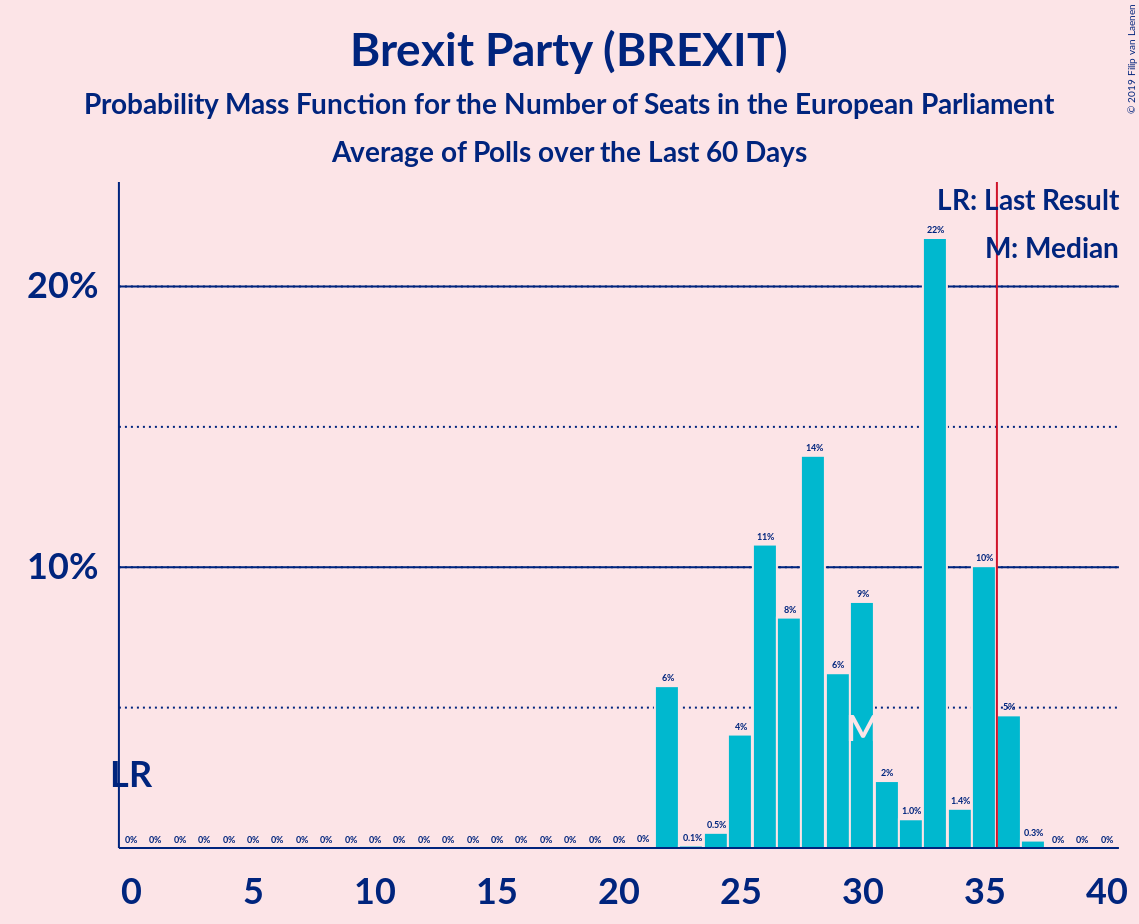 Brexit Party (BREXIT)
Probability Mass Function for the Number of Seats in the European Parliament
Average of Polls over the Last 60 Days
© 2019 Filip van Laenen
LR: Last Result
M: Median
22%
20%
14%
11%
10%
10%
9%
8%
6%
6%
5%
4%
M
LR
2%
1.4%
1.0%
0.5%
0.3%
0% 0% 0% 0% 0% 0% 0% 0% 0% 0% 0% 0% 0% 0% 0% 0% 0% 0% 0% 0% 0% 0% 0.1% 0% 0% 0%
0 5 10 15 20 25 30 35 40